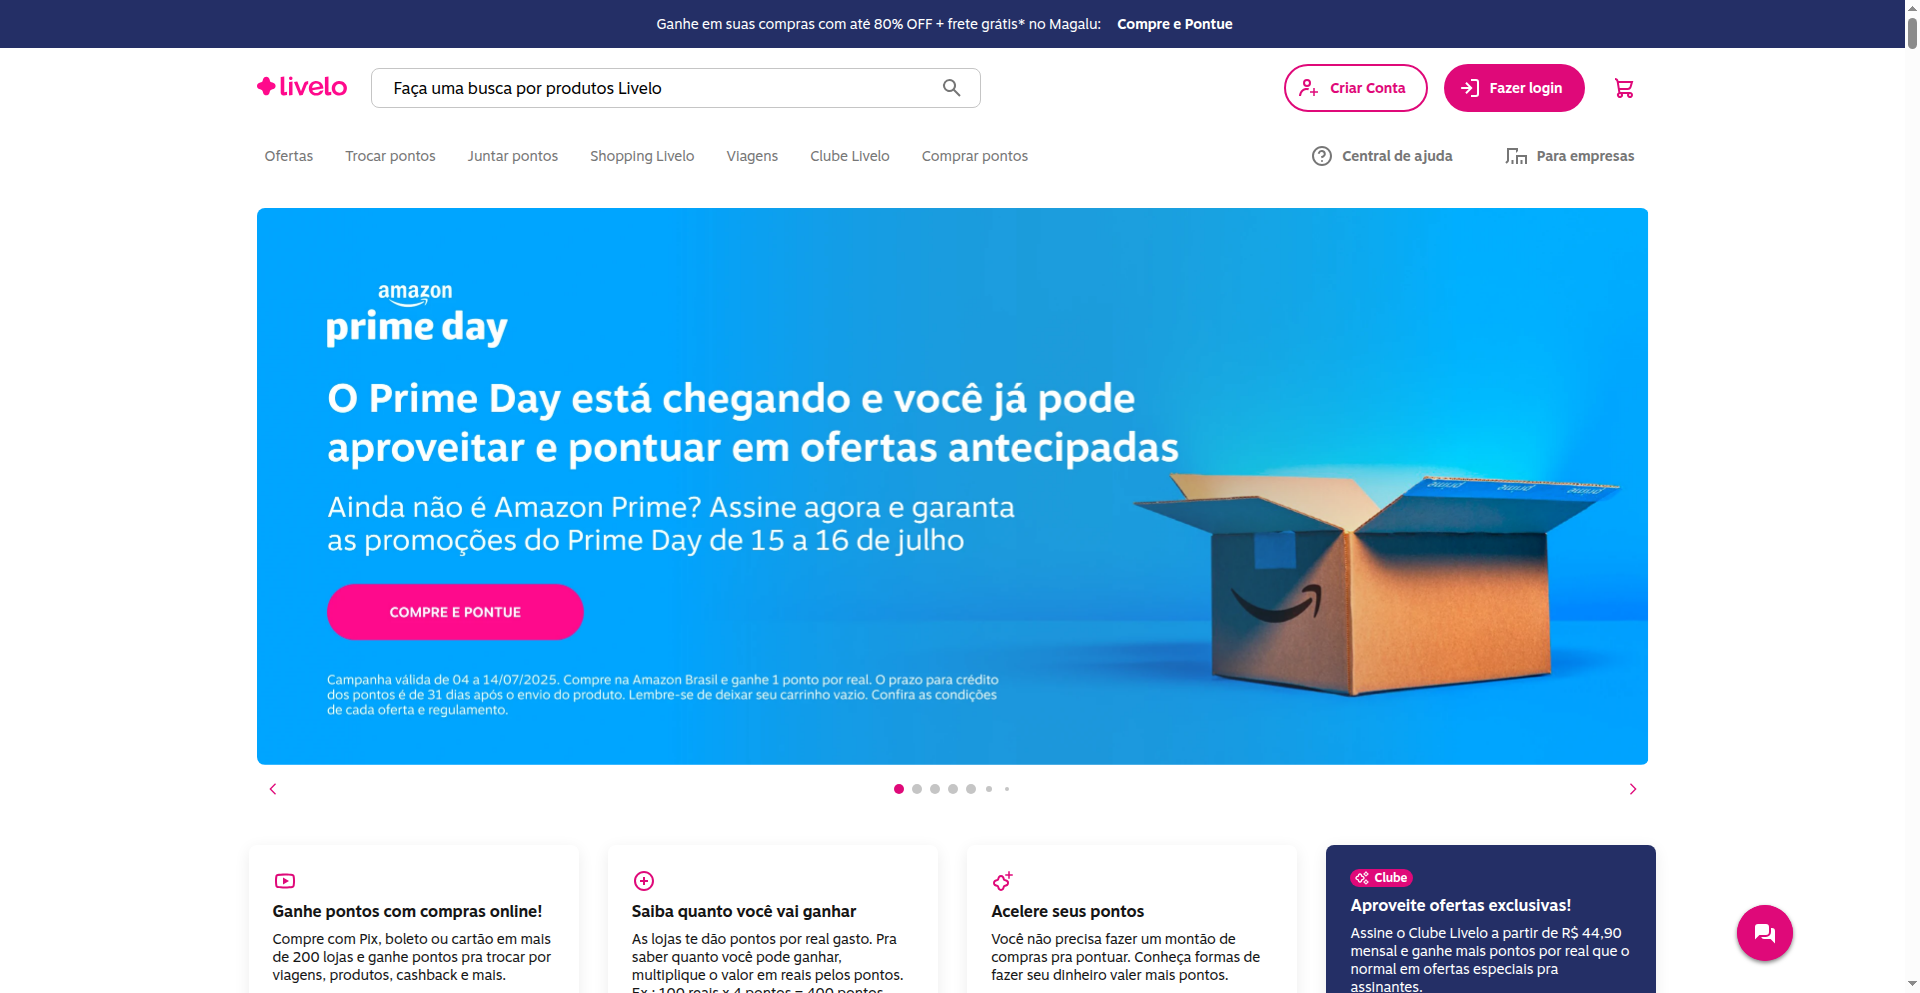 Ganhe em suas compras com até 80% OFF + frete grátis* no Magalu: Compre e Pontue
livelo
Faça uma busca por produtos Livelo
Criar Conta
Fazer login
Ofertas
Trocar pontos
Juntar pontos
Shopping Livelo
Viagens
Clube Livelo
Comprar pontos
Central de ajuda
Para empresas
amazon
prime day
O Prime Day está chegando e você já pode
aproveitar e pontuar em ofertas antecipadas
Ainda não é Amazon Prime? Assine agora e garanta
as promoções do Prime Day de 15 a 16 de julho
COMPRE E PONTUE
Campanha válida de 04 a 14/07/2025. Compre na Amazon Brasil e ganhe 1 ponto por real. O prazo para crédito
dos pontos é de 31 dias após o envio do produto. Lembre-se de deixar seu carrinho vazio. Confira as condições
de cada oferta e regulamento.
prime prime prime
Ganhe pontos com compras online!
Compre com Pix, boleto ou cartão em mais
de 200 lojas e ganhe pontos pra trocar por
viagens, produtos, cashback e mais.
Saiba quanto você vai ganhar
As lojas te dão pontos por real gasto. Pra
saber quanto você pode ganhar,
multiplique o valor em reais pelos pontos.
Ex.: 100 reais x 4 pontos = 400 pontos
Acelere seus pontos
Você não precisa fazer um montão de
compras pra pontuar. Conheça formas de
fazer seu dinheiro valer mais pontos.
Clube
Aproveite ofertas exclusivas!
Assine o Clube Livelo a partir de R$ 44,90
mensal e ganhe mais pontos por real que o
normal em ofertas especiais pra
assinantes.